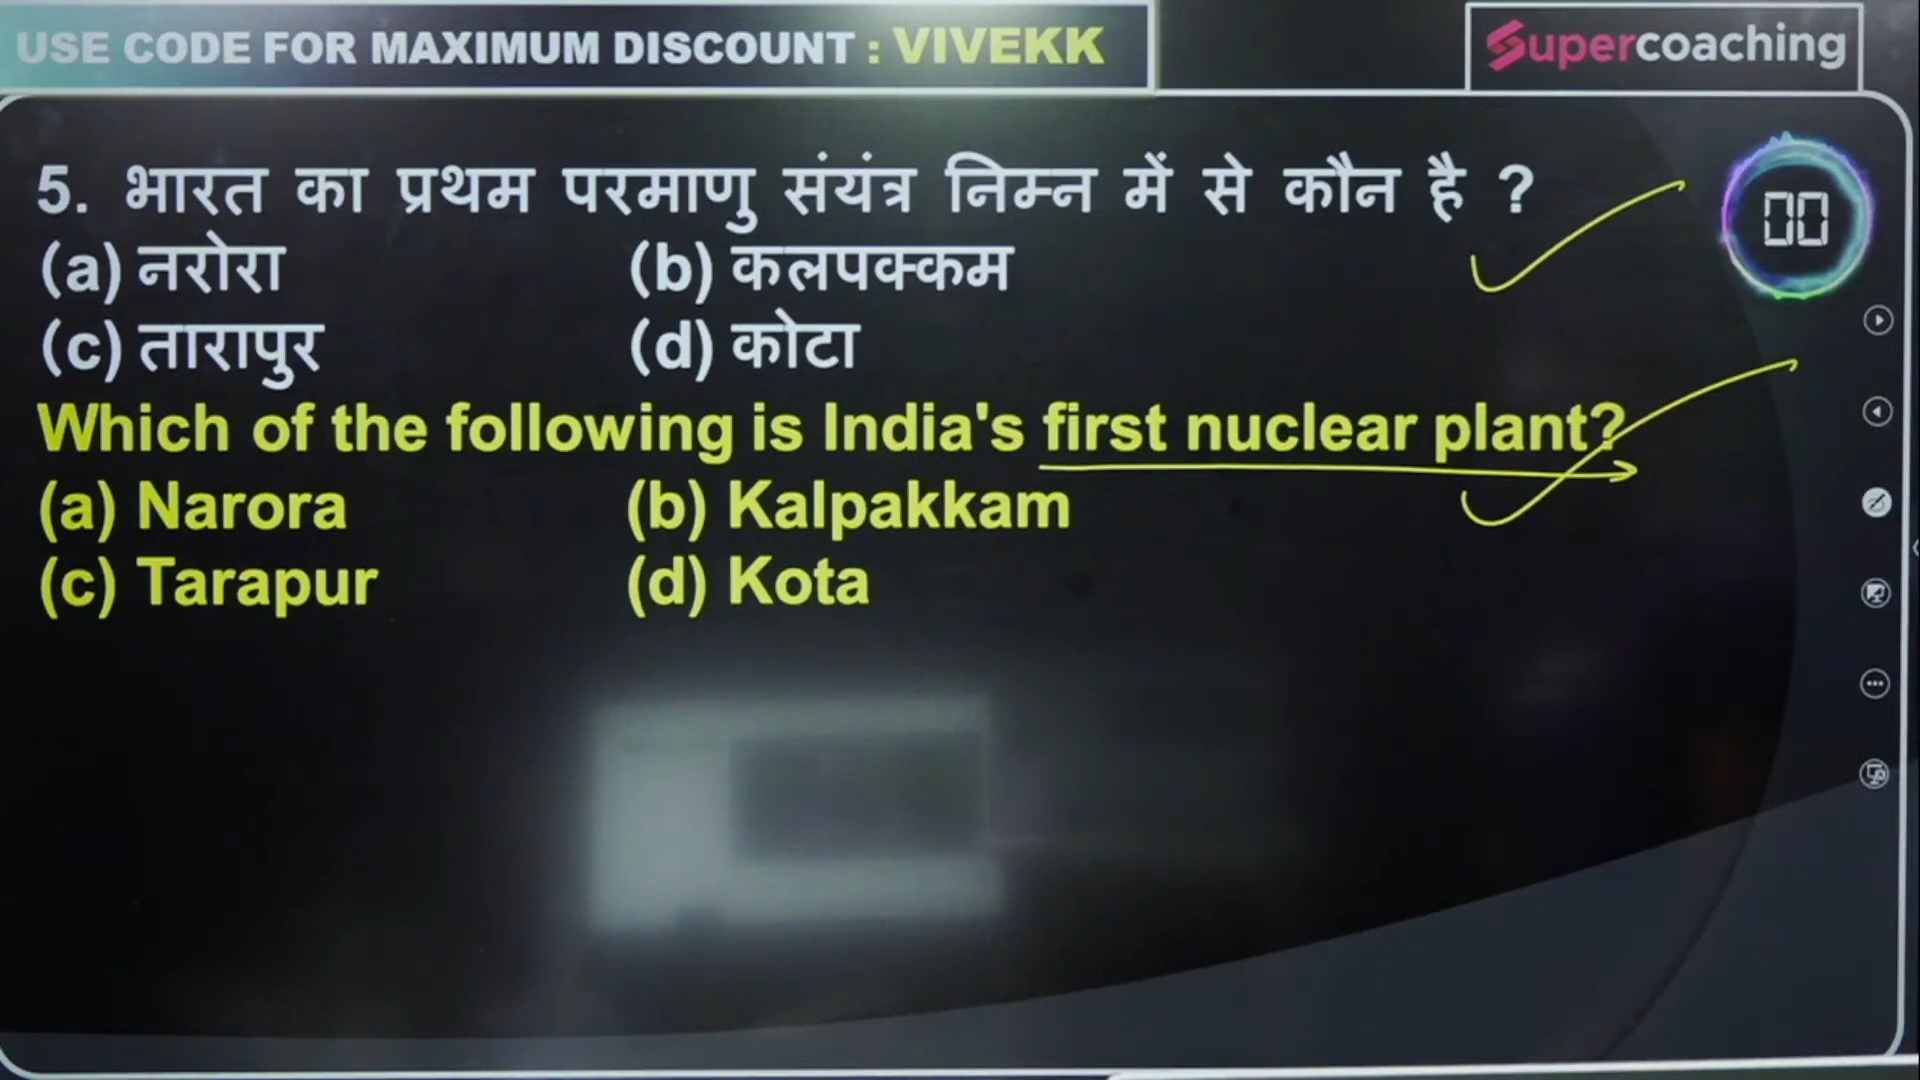 USE CODE FOR MAXIMUM DISCOUNT : VIVEKK
Supercoaching
5. भारत का प्रथम परमाणु संयंत्र निम्न में से कौन है ?
00
(a) नरोरा (b) कलपक्कम
(c) तारापुर (d) कोटा
Which of the following is India's first nuclear plant?
(a) Narora (b) Kalpakkam
(c) Tarapur (d) Kota